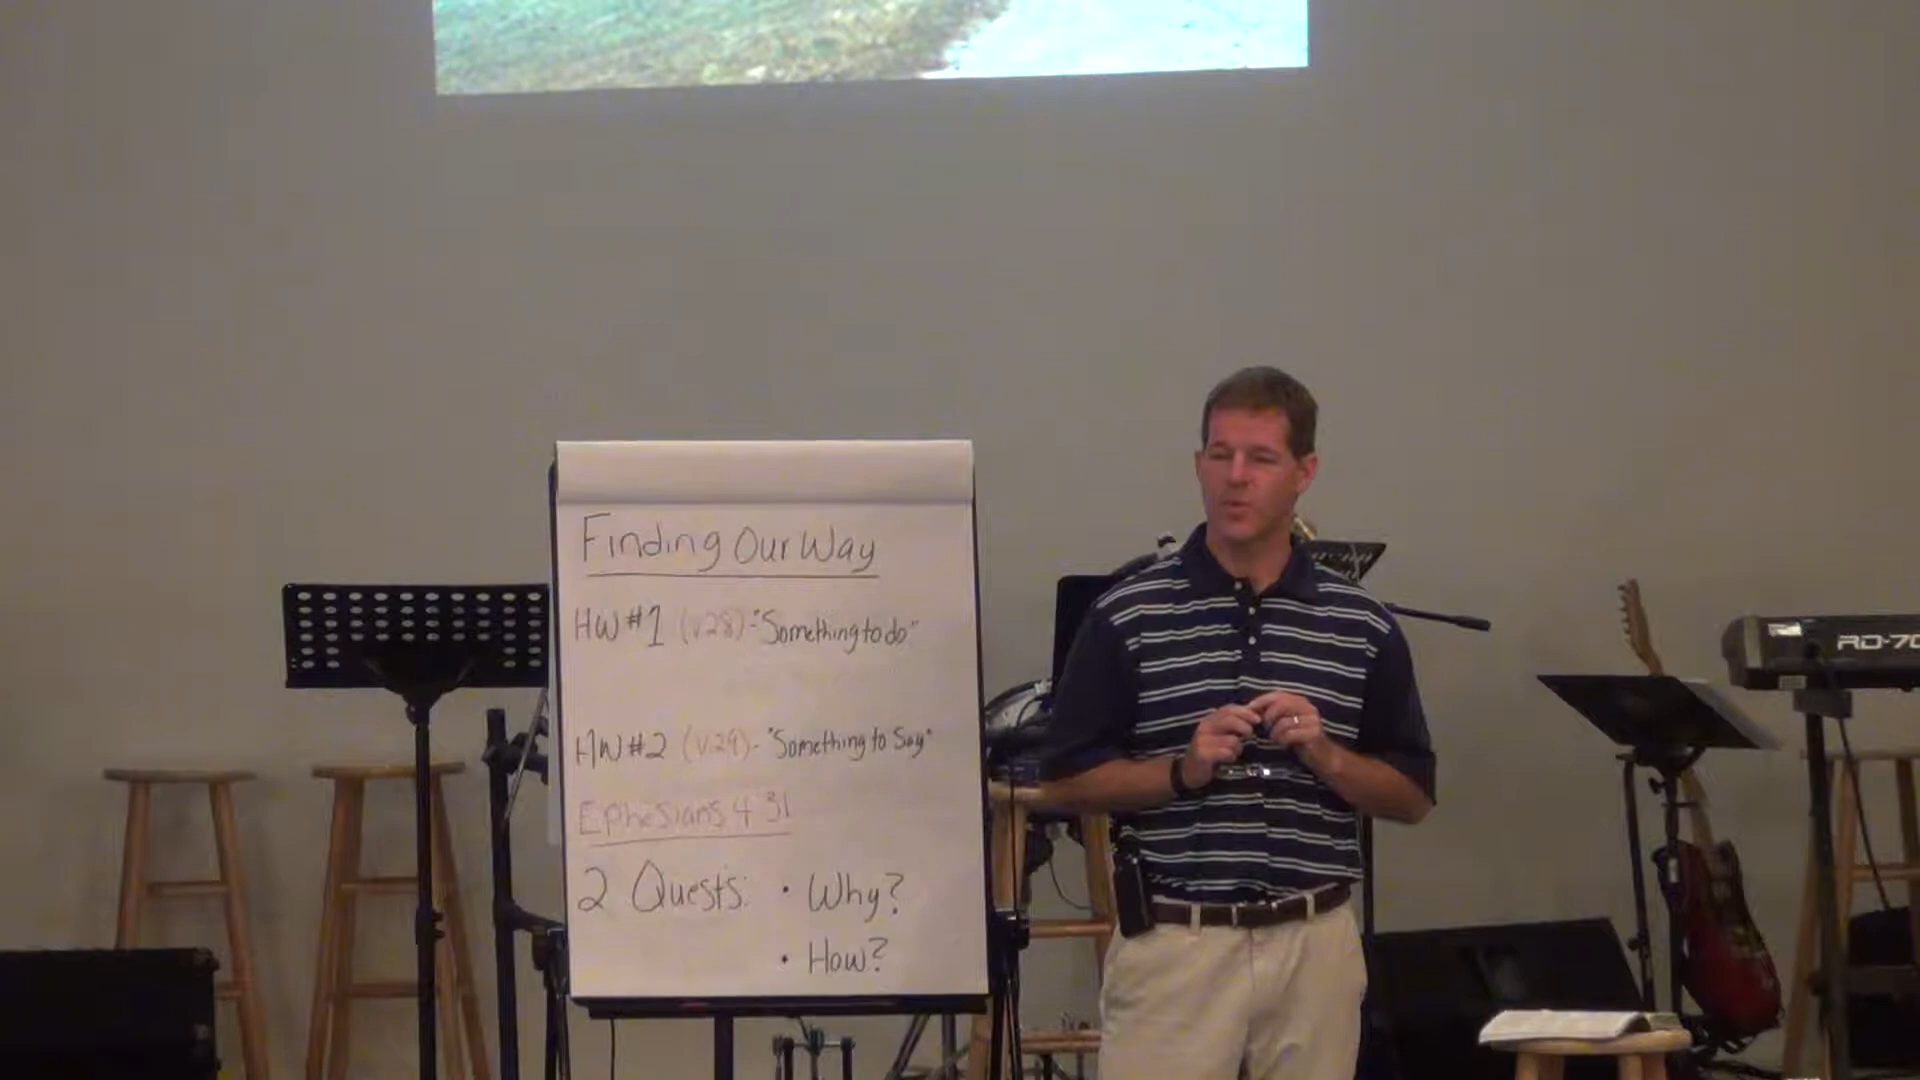 Finding Our Way
HW #1 (v.28) - "Something to do"
HW #2 (v.29) - "Something to Say"
Ephesians 4 31
2 Quests: • Why?
• How?
RD-70